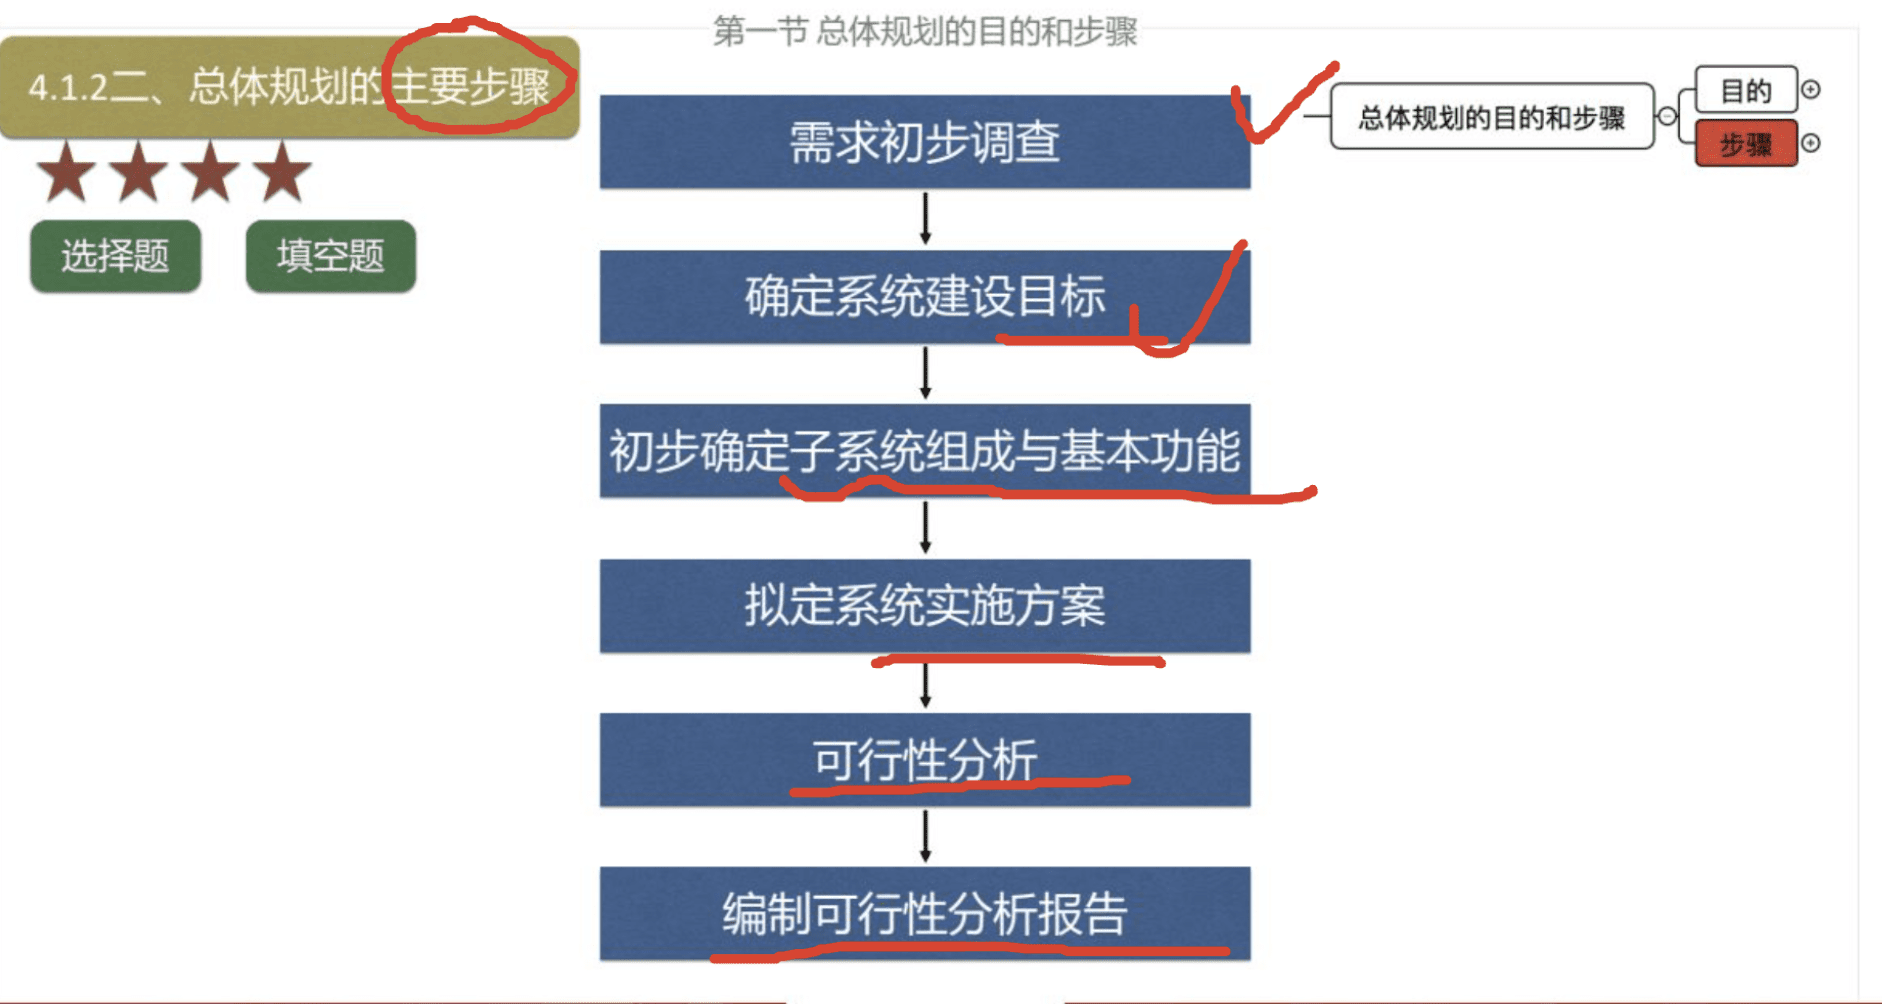 第一节 总体规划的目的和步骤
4.1.2二、总体规划的主要步骤
选择题
填空题
需求初步调查
确定系统建设目标
初步确定子系统组成与基本功能
拟定系统实施方案
可行性分析
编制可行性分析报告
总体规划的目的和步骤
目的
步骤